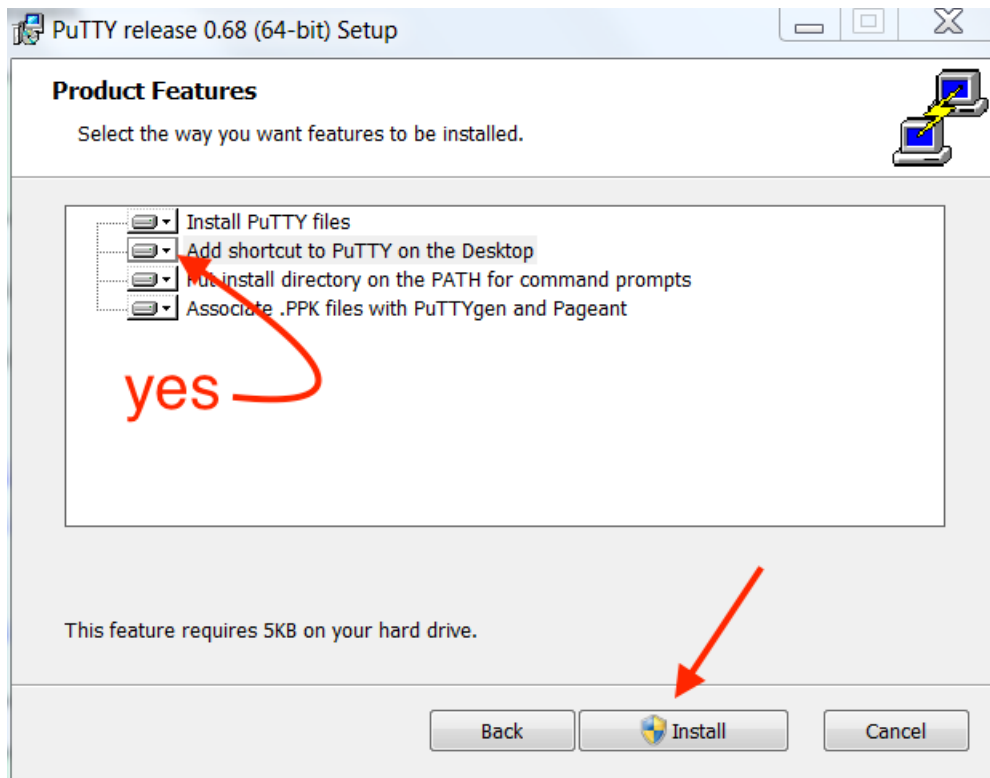 PuTTY release 0.68 (64-bit) Setup
Product Features
Select the way you want features to be installed.
Install PuTTY files
Add shortcut to PuTTY on the Desktop
Put install directory on the PATH for command prompts
Associate .PPK files with PuTTYgen and Pageant
yes
This feature requires 5KB on your hard drive.
Back
Install
Cancel